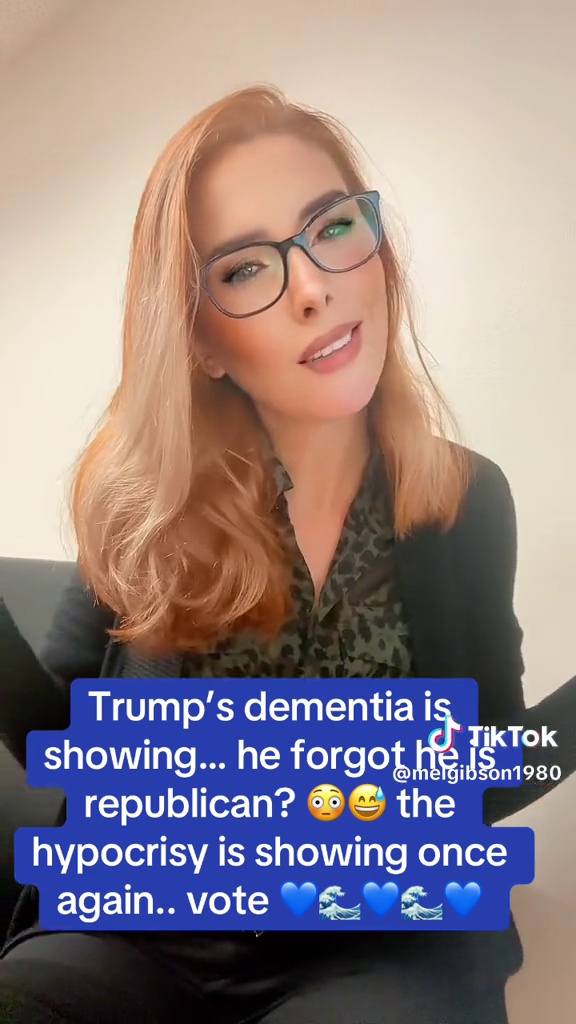 Trump's dementia is
showing... he forgot he is
republican? 😳😅 the
hypocrisy is showing once
again.. vote 💙🌊💙🌊💙
TikTok
@melgibson1980